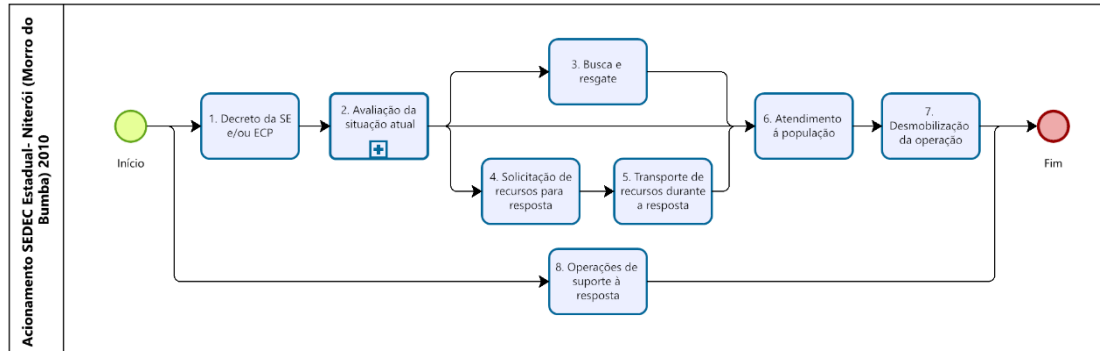 Acionamento SEDEC Estadual- Niterói (Morro do
Bumba) 2010
Início
1. Decreto da SE
e/ou ECP
2. Avaliação da
situação atual
3. Busca e
resgate
4. Solicitação de
recursos para
resposta
5. Transporte de
recursos durante
a resposta
6. Atendimento
á população
7.
Desmobilização
da operação
8. Operações de
suporte à
resposta
Fim